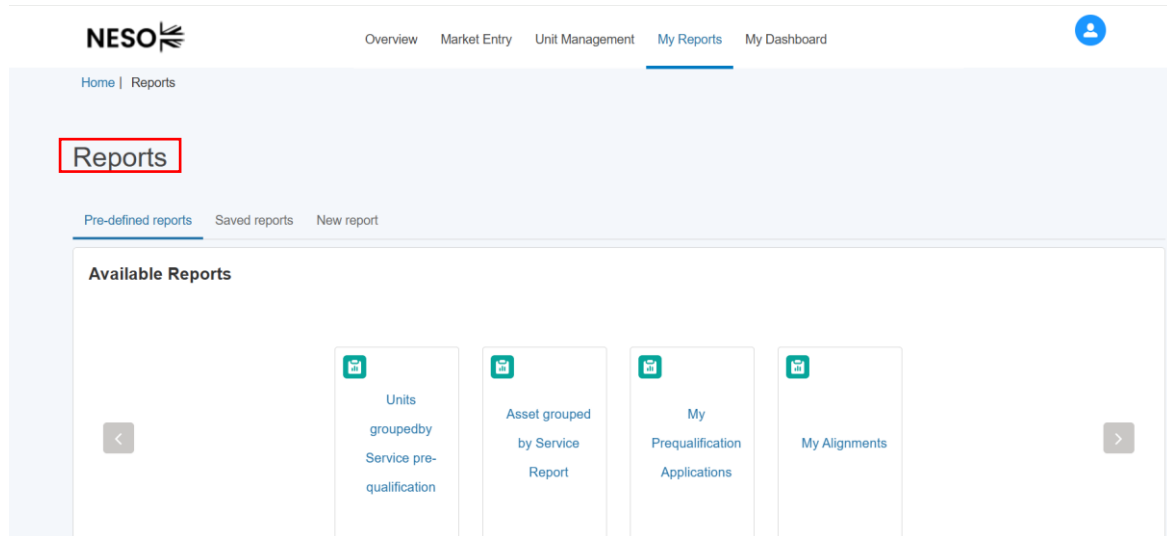 NESO
Overview Market Entry Unit Management My Reports My Dashboard
Home | Reports
Reports
Pre-defined reports Saved reports New report
Available Reports
Units
groupedby
Service pre-
qualification
Asset grouped
by Service
Report
My
Prequalification
Applications
My Alignments